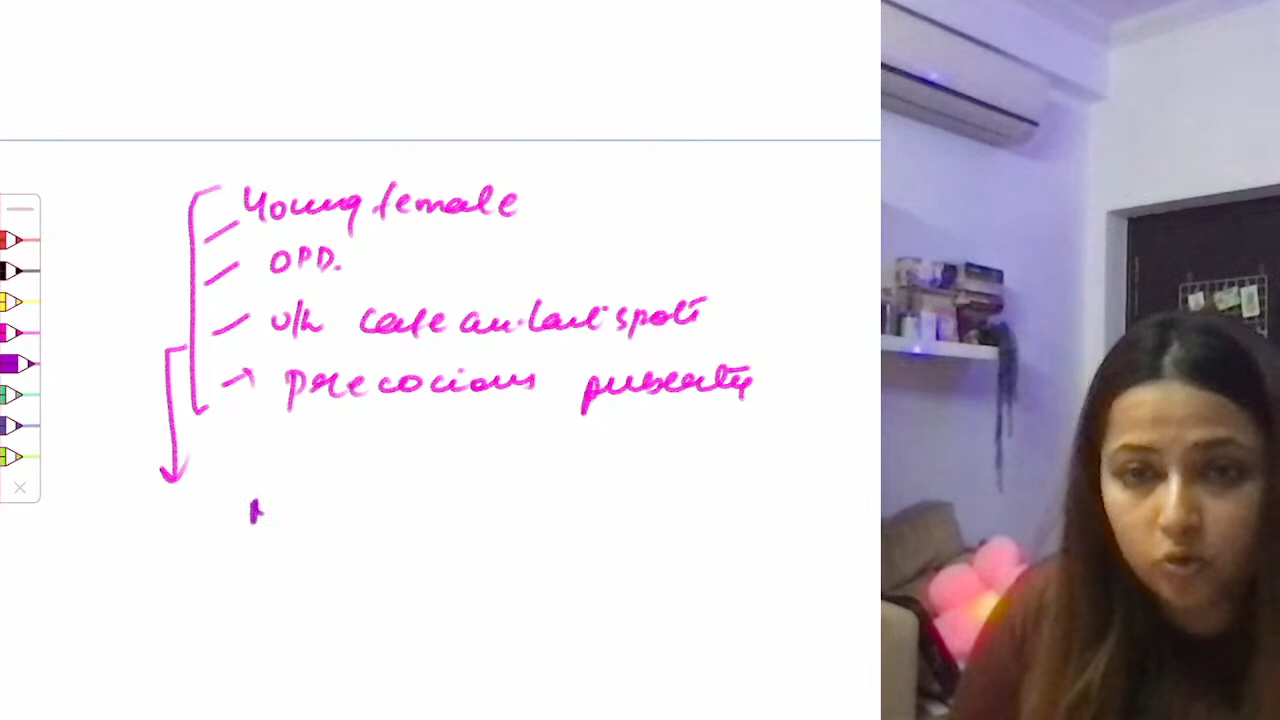 Young female
OPD.
h/o cafe-au-lait spots
→ precocious puberty